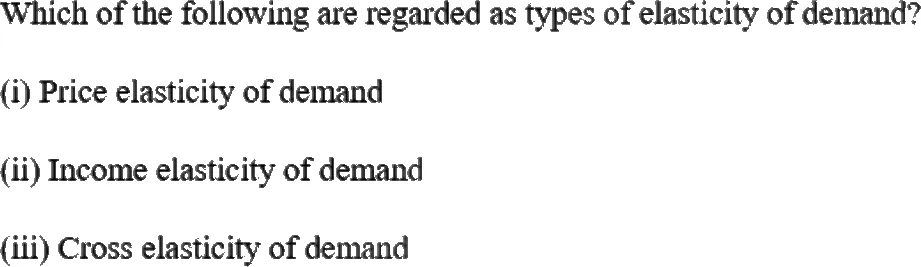 Which of the following are regarded as types of elasticity of demand?
(i) Price elasticity of demand
(ii) Income elasticity of demand
(iii) Cross elasticity of demand